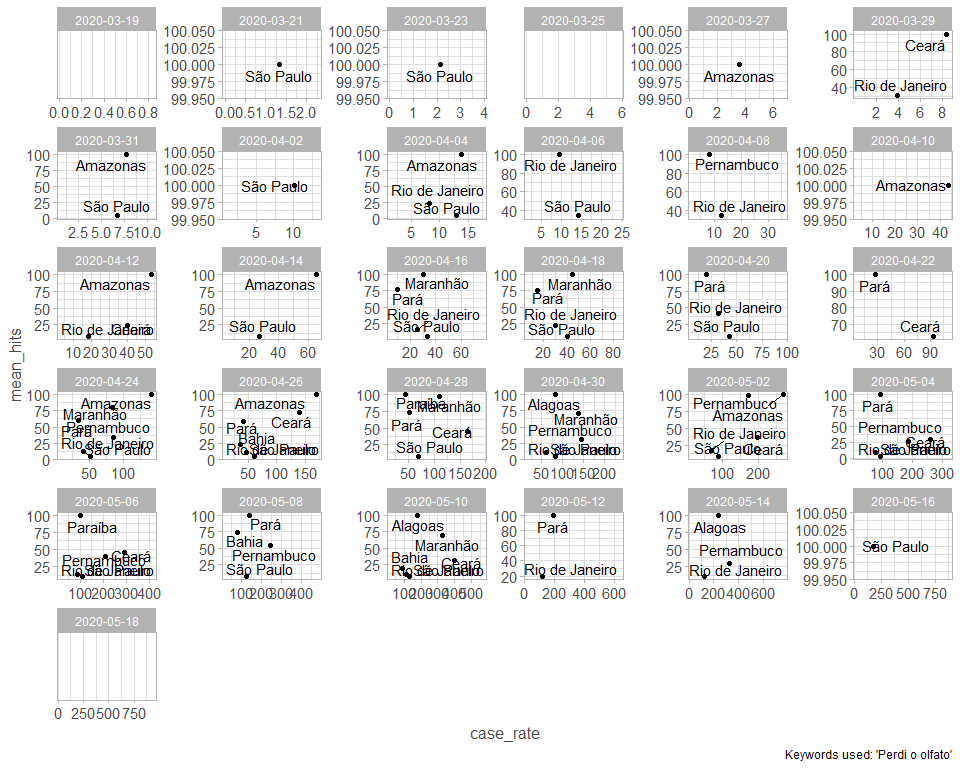 2020-03-19 2020-03-21 2020-03-23 2020-03-25 2020-03-27 2020-03-29
100.050 100.050 100.050 100
100.025 100.025 100.025 Ceará
80
100.000 100.000 100.000
São Paulo São Paulo Amazonas 60 Rio de Janeiro
99.975 99.975 99.975 40
99.950 99.950 99.950
0.0 0.2 0.4 0.6 0.8 0.00.51.01.52.0 0 1 2 3 4 0 2 4 6 0 2 4 6 2 4 6 8
2020-03-31 2020-04-02 2020-04-04 2020-04-06 2020-04-08 2020-04-10
100 100.050 100 100 100 100.050
Amazonas Amazonas Rio de Janeiro Pernambuco
75 100.025 75 80 80 100.025
50 100.000 São Paulo 50 Rio de Janeiro 60 60 100.000 Amazonas
25 São Paulo 99.975 25 São Paulo 40 São Paulo 40 Rio de Janeiro 99.975
0 99.950 0 99.950
2.5 5.0 7.5 10.0 5 10 5 10 15 0 5 10 15 20 25 10 20 30 10 20 30 40
2020-04-12 2020-04-14 2020-04-16 2020-04-18 2020-04-20 2020-04-22
100 100 100 100 100 100
Amazonas Amazonas Maranhão Maranhão Pará Pará
75 75 75 Pará 75 Pará 75 90
50 50 50 Rio de Janeiro 50 Rio de Janeiro 50 Rio de Janeiro 80
25 Rio de Janeiro Ceará 25 São Paulo 25 São Paulo 25 São Paulo 25 São Paulo 70 Ceará
10 20 30 40 50 0 20 40 60 0 20 40 60 20 40 60 80 0 25 50 75 100 30 60 90
2020-04-24 2020-04-26 2020-04-28 2020-04-30 2020-05-02 2020-05-04
100 100 100 100 100 100
Amazonas Amazonas Paraíba Alagoas Pernambuco Pará
75 Maranhão 75 Ceará 75 Maranhão 75 Maranhão 75 Amazonas 75
50 Pernambuco 50 Pará 50 Pará 50 Pernambuco 50 Rio de Janeiro 50 Pernambuco
Pará Bahia Ceará Ceará
25 Rio de Janeiro 25 Rio de Janeiro 25 São Paulo 25 Rio de Janeiro 25 São Paulo 25 Rio de Janeiro
0 São Paulo 0 São Paulo 0 São Paulo Ceará 0 São Paulo
50 100 50 100 150 50 100 150 200 50 100 150 200 100 200 100 200 300
2020-05-06 2020-05-08 2020-05-10 2020-05-12 2020-05-14 2020-05-16
100 100 100 100 100 100.050
Paraíba Pará Alagoas Pará Alagoas
75 75 Bahia 75 Maranhão 80 75 100.025
50 Pernambuco Ceará 50 Pernambuco 50 Bahia Ceará 60 50 Pernambuco 100.000 São Paulo
40
25 Rio de Janeiro São Paulo 25 São Paulo 25 Rio de Janeiro São Paulo 20 Rio de Janeiro 25 Rio de Janeiro 99.975
99.950
100 200 300 400 100 200 300 400 100 200 300 400 500 0 200 400 600 0 200 400 600 0 250 500 750
2020-05-18
0 250 500 750
mean_hits
case_rate
Keywords used: 'Perdi o olfato'